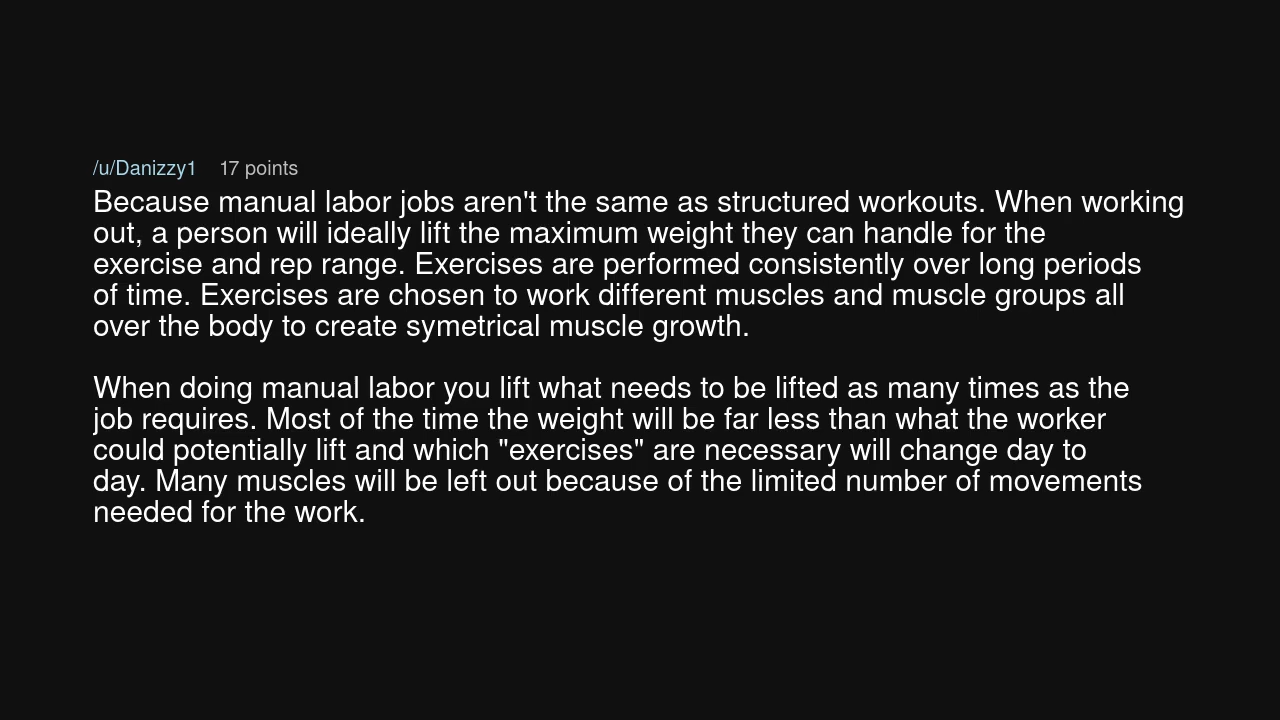 /u/Danizzy1 17 points
Because manual labor jobs aren't the same as structured workouts. When working
out, a person will ideally lift the maximum weight they can handle for the
exercise and rep range. Exercises are performed consistently over long periods
of time. Exercises are chosen to work different muscles and muscle groups all
over the body to create symetrical muscle growth.
When doing manual labor you lift what needs to be lifted as many times as the
job requires. Most of the time the weight will be far less than what the worker
could potentially lift and which "exercises" are necessary will change day to
day. Many muscles will be left out because of the limited number of movements
needed for the work.